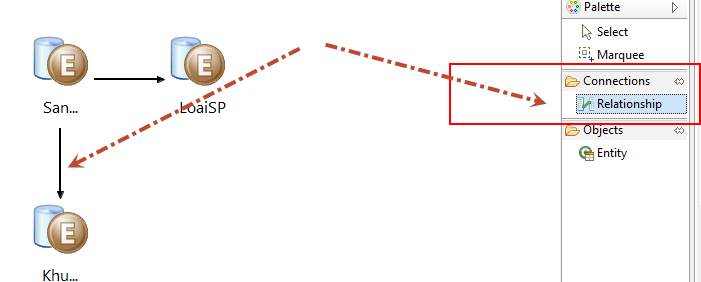 E
E
San...
LoaiSP
E
Khu...
Palette
Select
Marquee
Connections
Relationship
Objects
Entity